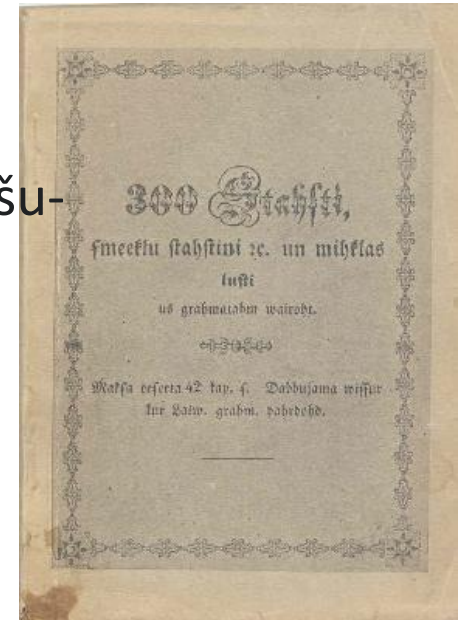 šu-
300 Stahsti,
smeeklu stahstini ꝛc. un mihklas
lusti
us grahmatahm wairoht.
Maksa eeseeta 42 kap. s. Dabbujama wissur
kur Latw. grahm. pahrdohd.